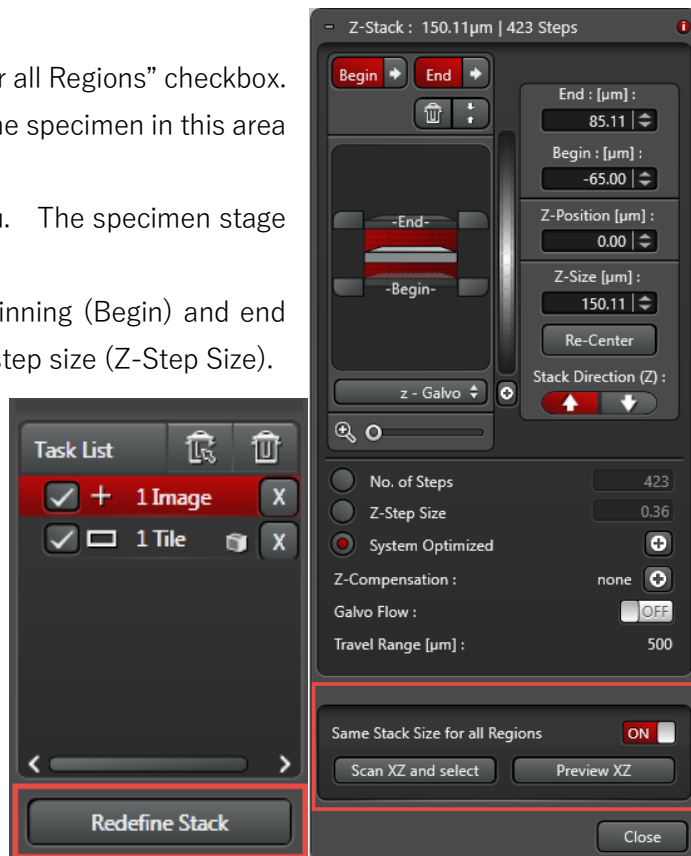 r all Regions” checkbox.
ne specimen in this area
. The specimen stage
inning (Begin) and end
step size (Z-Step Size).
Task List
1 Image X
1 Tile X
Redefine Stack
- Z-Stack : 150.11µm | 423 Steps
Begin End
-End-
-Begin-
z - Galvo
End : [µm] :
85.11
Begin : [µm] :
-65.00
Z-Position [µm] :
0.00
Z-Size [µm] :
150.11
Re-Center
Stack Direction (Z) :
No. of Steps 423
Z-Step Size 0.36
System Optimized
Z-Compensation : none
Galvo Flow : OFF
Travel Range [µm] : 500
Same Stack Size for all Regions ON
Scan XZ and select Preview XZ
Close